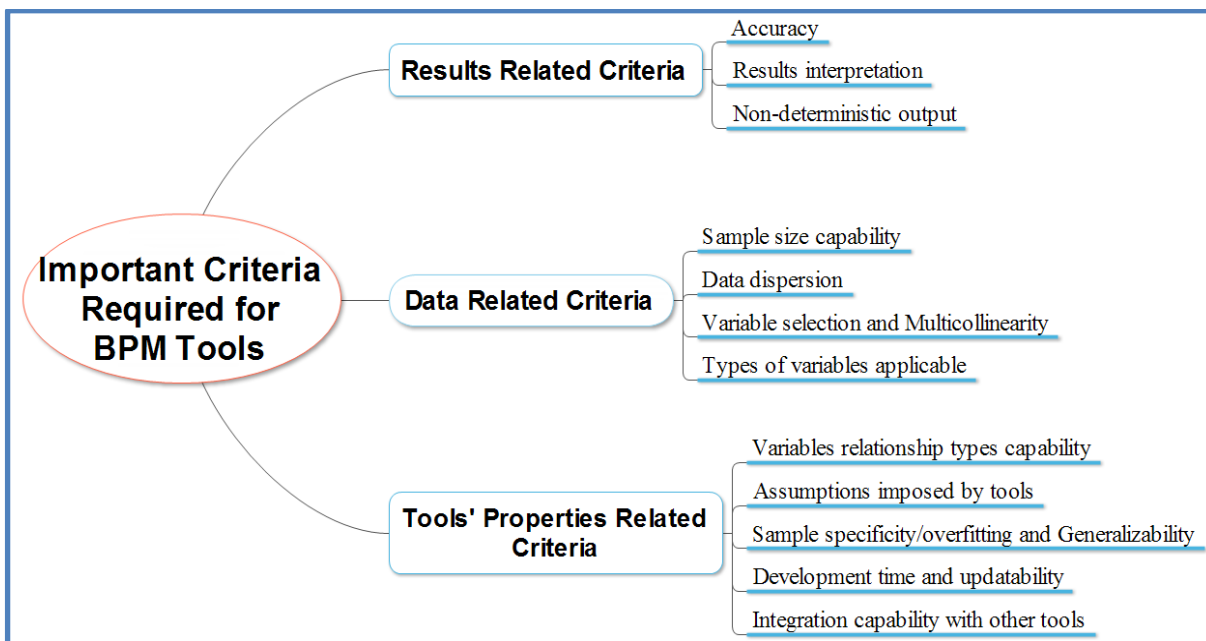 Important Criteria
Required for
BPM Tools
Results Related Criteria
Accuracy
Results interpretation
Non-deterministic output
Data Related Criteria
Sample size capability
Data dispersion
Variable selection and Multicollinearity
Types of variables applicable
Tools' Properties Related
Criteria
Variables relationship types capability
Assumptions imposed by tools
Sample specificity/overfitting and Generalizability
Development time and updatability
Integration capability with other tools